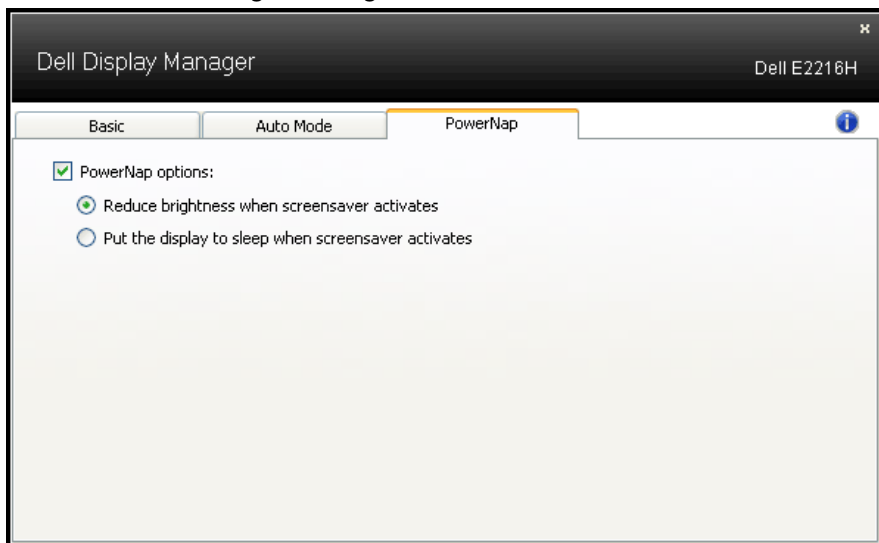 Dell Display Manager
Dell E2216H
Basic Auto Mode PowerNap
PowerNap options:
Reduce brightness when screensaver activates
Put the display to sleep when screensaver activates